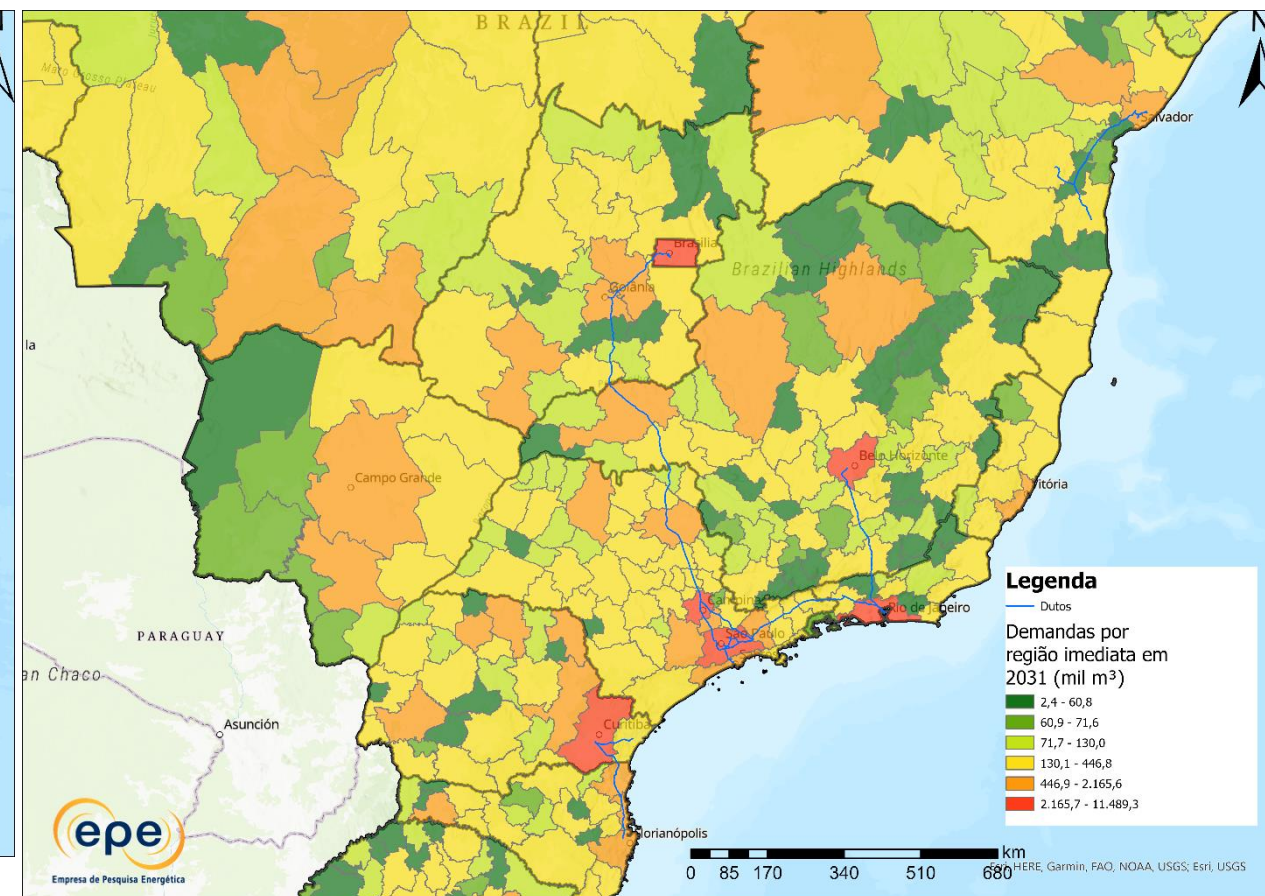 BRAZIL
Mato Grosso Plateau
Salvador
Brasília
Brazilian Highlands
Goiânia
la
Campo Grande
Belo Horizonte
Vitória
Campinas
Rio de Janeiro
São Paulo
PARAGUAY
an Chaco
Asunción
Curitiba
Florianópolis
Legenda
Dutos
Demandas por
região imediata em
2031 (mil m³)
2,4 - 60,8
60,9 - 71,6
71,7 - 130,0
130,1 - 446,8
446,9 - 2.165,6
2.165,7 - 11.489,3
epe
Empresa de Pesquisa Energética
km
0 85 170 340 510 680
Esri, HERE, Garmin, FAO, NOAA, USGS; Esri, USGS